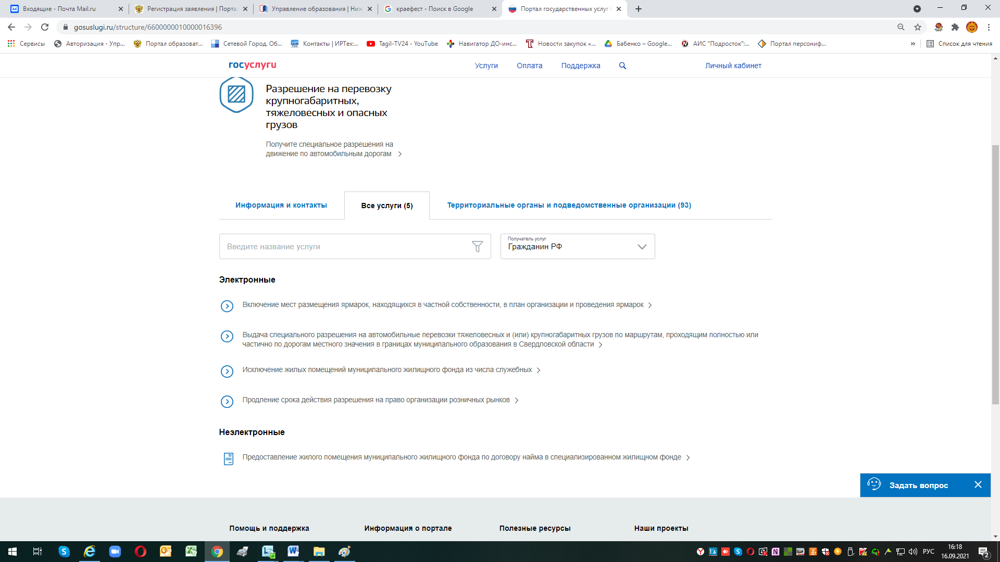 Входящие - Почта Mail.ru
Регистрация заявления | Порта
Управление образования | Ниж
краефест - Поиск в Google
Портал государственных услуг
gosuslugi.ru/structure/6600000010000016396
Сервисы
Авторизация - Упр...
Портал образоват...
Сетевой Город. Об...
Контакты | ИРТех:...
Tagil-TV24 - YouTube
Навигатор ДО-инс...
Новости закупок «...
Бабенко – Google...
АИС "Подросток":...
Портал персониф...
»
Список для чтения
госуслуги
Услуги
Оплата
Поддержка
Личный кабинет
Разрешение на перевозку
крупногабаритных,
тяжеловесных и опасных
грузов
Получите специальное разрешения на
движение по автомобильным дорогам
Информация и контакты
Все услуги (5)
Территориальные органы и подведомственные организации (93)
Введите название услуги
Получатель услуг
Гражданин РФ
Электронные
Включение мест размещения ярмарок, находящихся в частной собственности, в план организации и проведения ярмарок
Выдача специального разрешения на автомобильные перевозки тяжеловесных и (или) крупногабаритных грузов по маршрутам, проходящим полностью или
частично по дорогам местного значения в границах муниципального образования в Свердловской области
Исключение жилых помещений муниципального жилищного фонда из числа служебных
Продление срока действия разрешения на право организации розничных рынков
Неэлектронные
Предоставление жилого помещения муниципального жилищного фонда по договору найма в специализированном жилищном фонде
Задать вопрос
Помощь и поддержка
Информация о портале
Полезные ресурсы
Наши проекты
РУС
16:18
16.09.2021
2